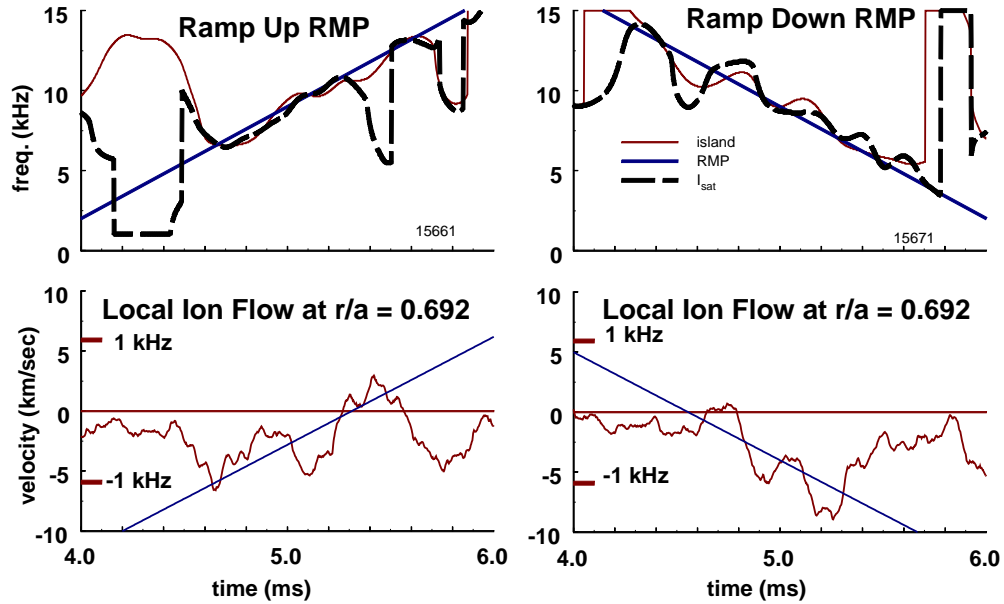 Ramp Up RMP
15
10
5
0
freq. (kHz)
15661
Ramp Down RMP
15
10
5
0
island
RMP
I_sat
15671
Local Ion Flow at r/a = 0.692
10
5
0
-5
-10
1 kHz
-1 kHz
velocity (km/sec)
4.0 5.0 6.0
time (ms)
Local Ion Flow at r/a = 0.692
10
5
0
-5
-10
1 kHz
-1 kHz
4.0 5.0 6.0
time (ms)